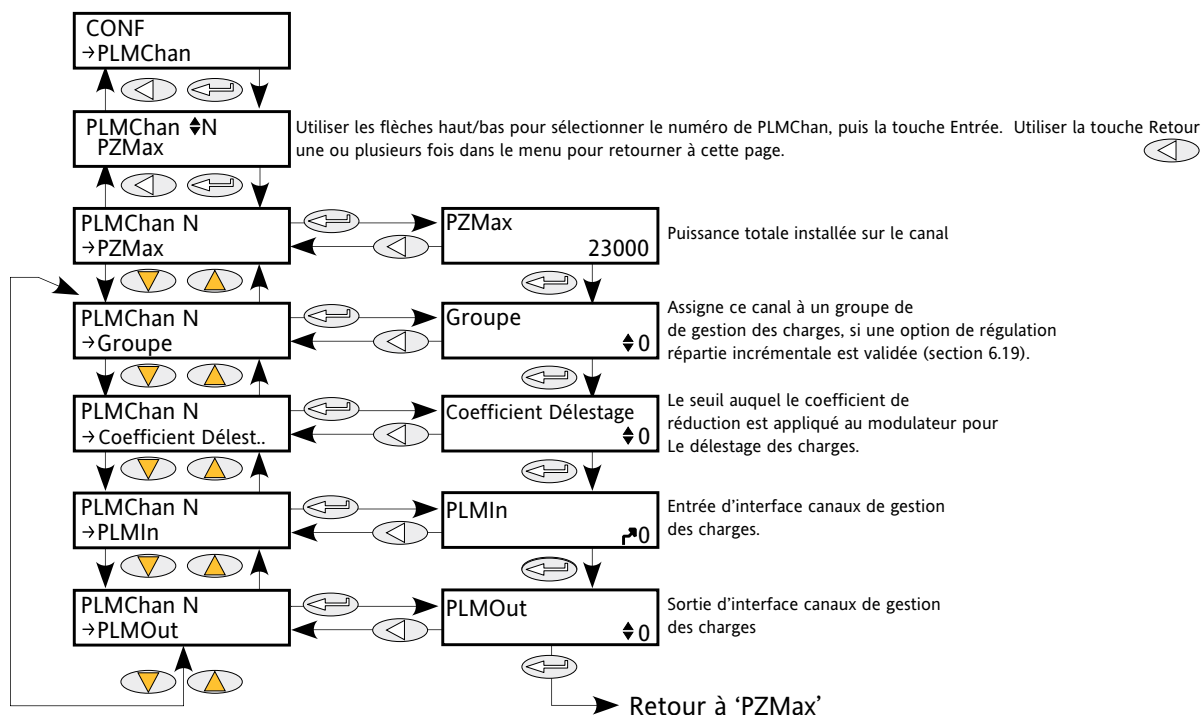 CONF
→PLMChan
PLMChan ♦N
PZMax
Utiliser les flèches haut/bas pour sélectionner le numéro de PLMChan, puis la touche Entrée. Utiliser la touche Retour
une ou plusieurs fois dans le menu pour retourner à cette page.
PLMChan N
→PZMax
PZMax
23000
Puissance totale installée sur le canal
PLMChan N
→Groupe
Groupe
♦0
Assigne ce canal à un groupe de
de gestion des charges, si une option de régulation
répartie incrémentale est validée (section 6.19).
PLMChan N
→Coefficient Délest..
Coefficient Délestage
♦0
Le seuil auquel le coefficient de
réduction est appliqué au modulateur pour
Le délestage des charges.
PLMChan N
→PLMIn
PLMIn
0
Entrée d'interface canaux de gestion
des charges.
PLMChan N
→PLMOut
PLMOut
♦0
Sortie d'interface canaux de gestion
des charges
Retour à ‘PZMax’